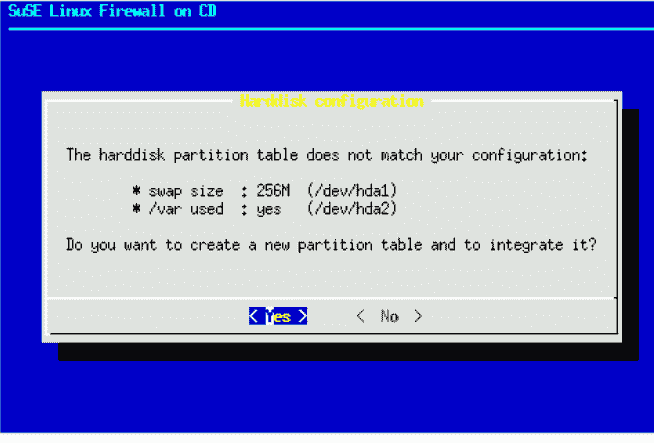 SuSE Linux Firewall on CD
Harddisk configuration
The harddisk partition table does not match your configuration:
* swap size : 256M (/dev/hda1)
* /var used : yes (/dev/hda2)
Do you want to create a new partition table and to integrate it?
< Yes > < No >